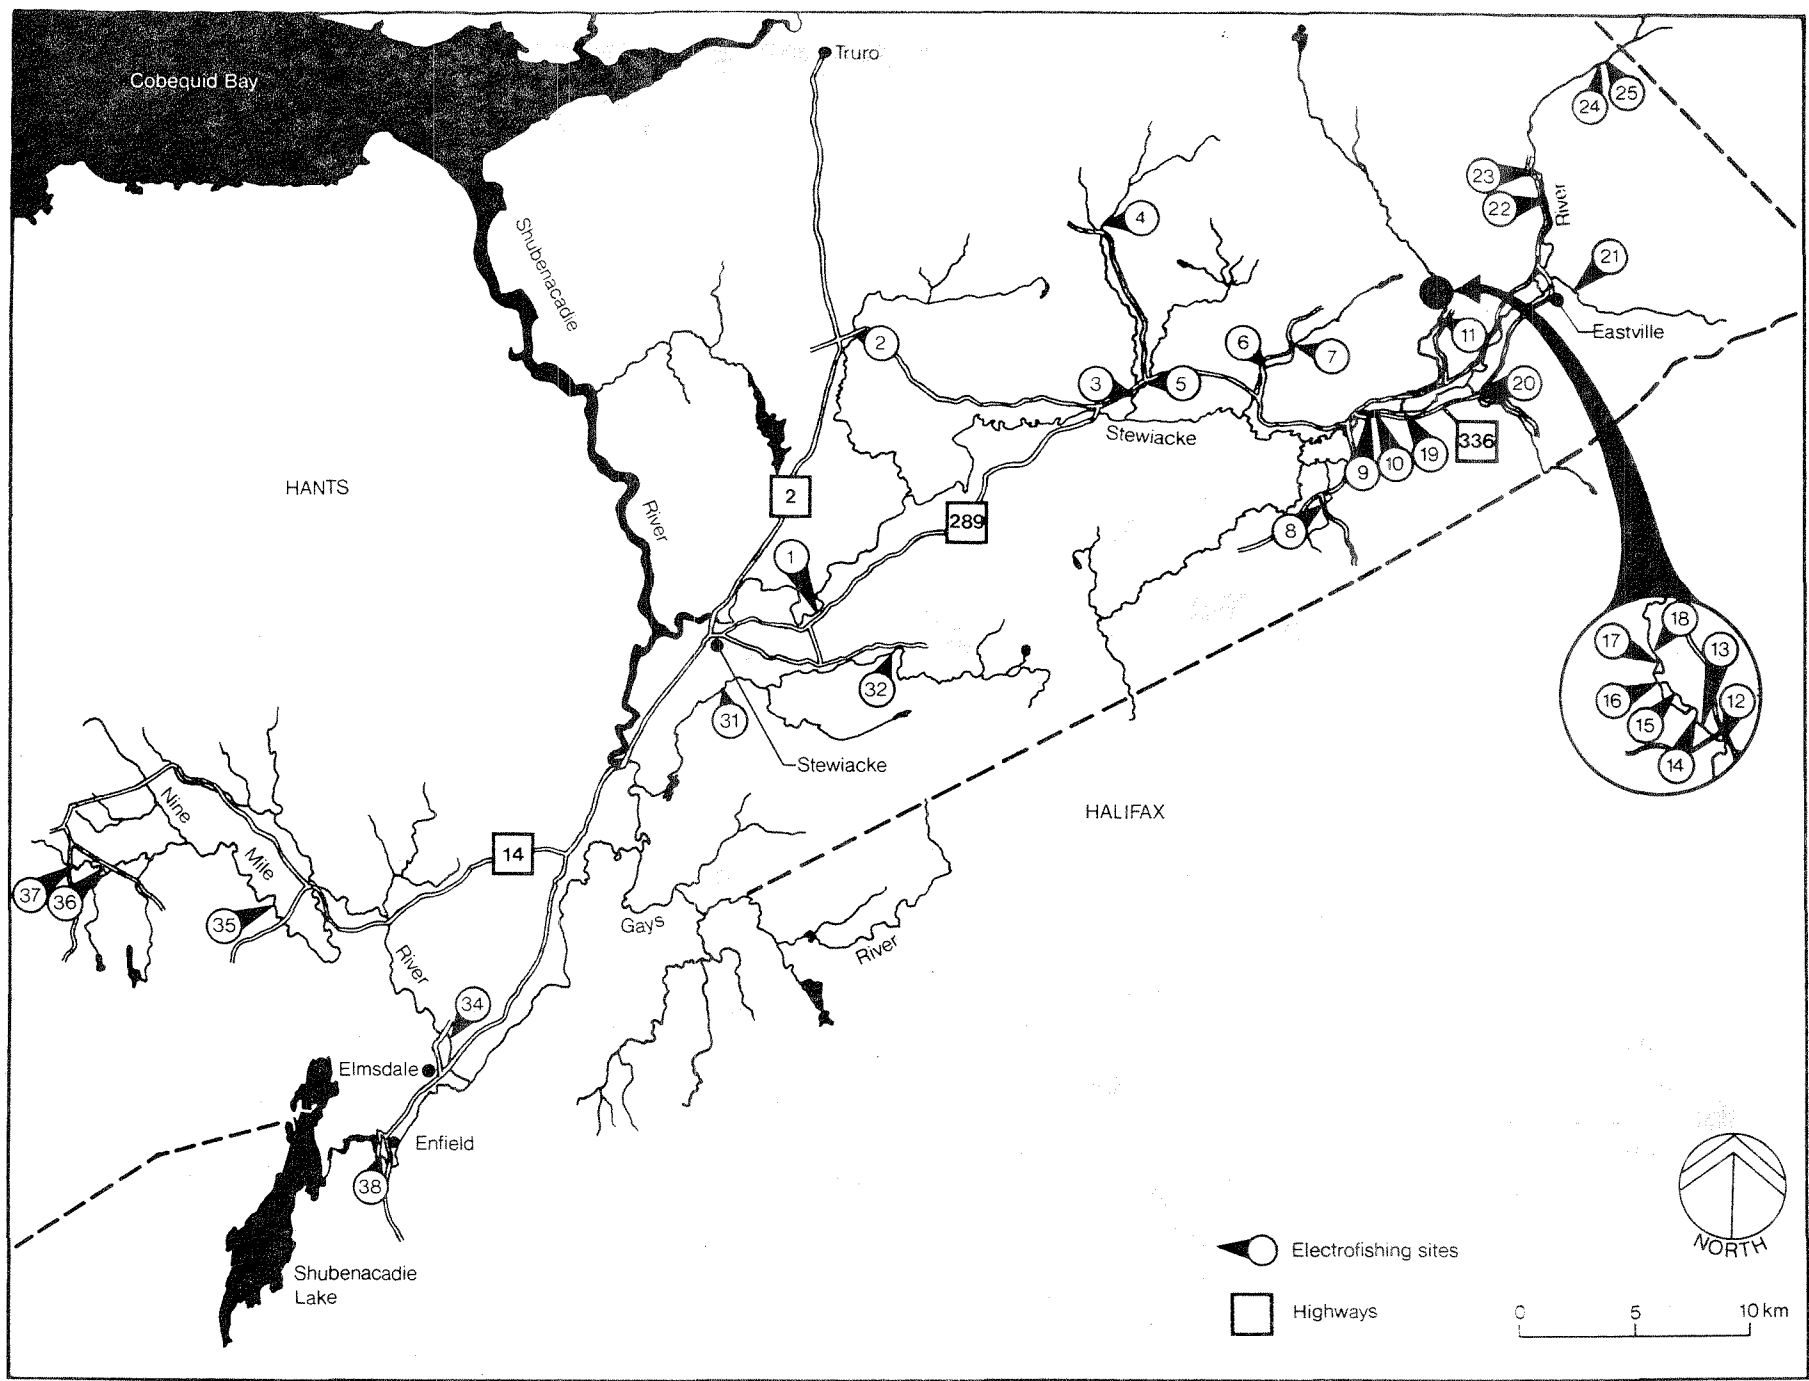 Truro
Cobequid Bay
24
25
23
22
River
4
Shubenacadie
21
Eastville
2
11
6
7
3
5
20
Stewiacke
336
9
10
19
HANTS
2
River
289
8
1
18
17
13
32
16
12
31
15
14
Stewiacke
Nine
HALIFAX
Mile
14
37
36
35
Gays
River
River
34
Elmsdale
Enfield
38
Shubenacadie
Lake
NORTH
Electrofishing sites
Highways
0 5 10 km